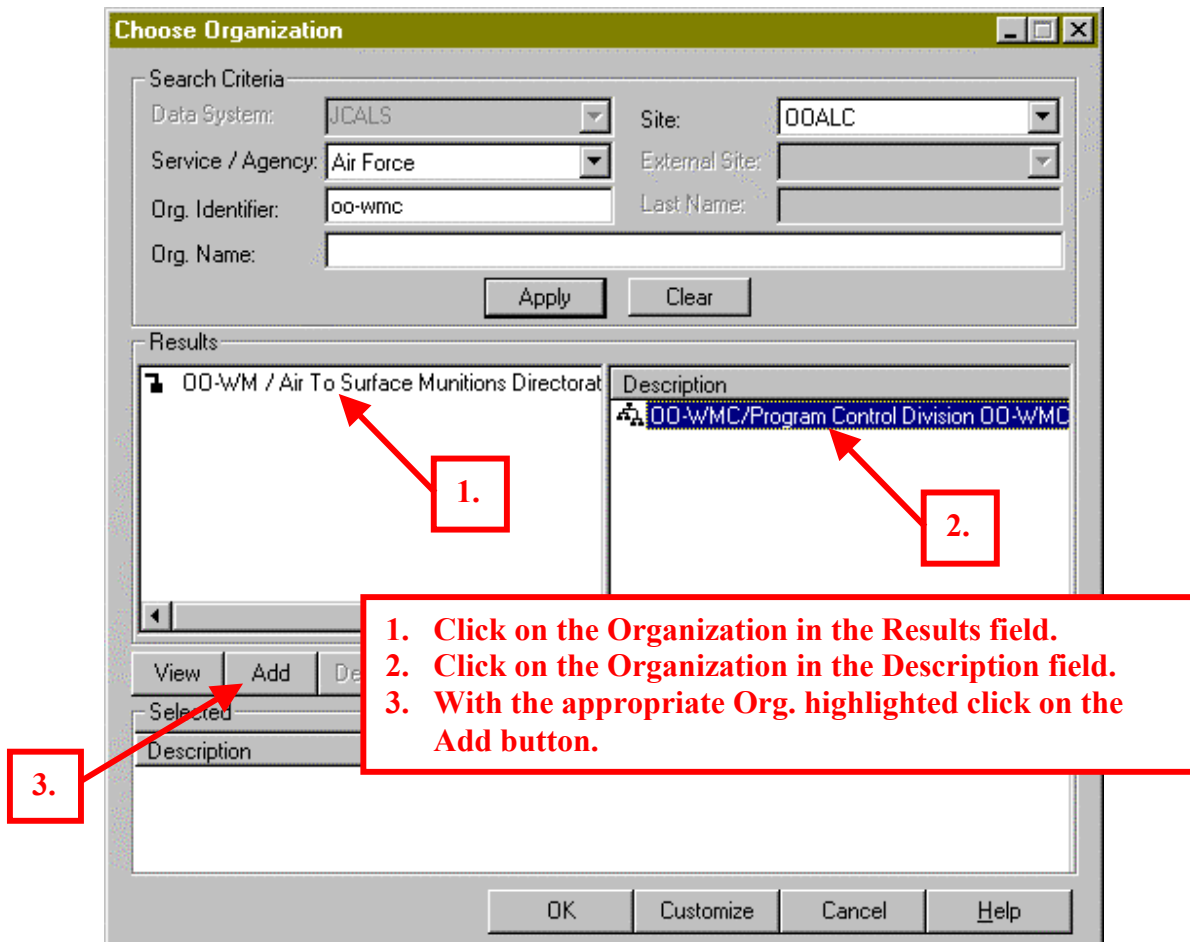 Choose Organization
Search Criteria
Data System: JCALS Site: OOALC
Service / Agency: Air Force External Site:
Org. Identifier: oo-wmc Last Name:
Org. Name:
Apply Clear
Results
OO-WM / Air To Surface Munitions Directorat Description
OO-WMC/Program Control Division OO-WMC
1.
2.
1. Click on the Organization in the Results field.
2. Click on the Organization in the Description field.
3. With the appropriate Org. highlighted click on the
Add button.
View Add De
Selected
Description
3.
OK Customize Cancel Help